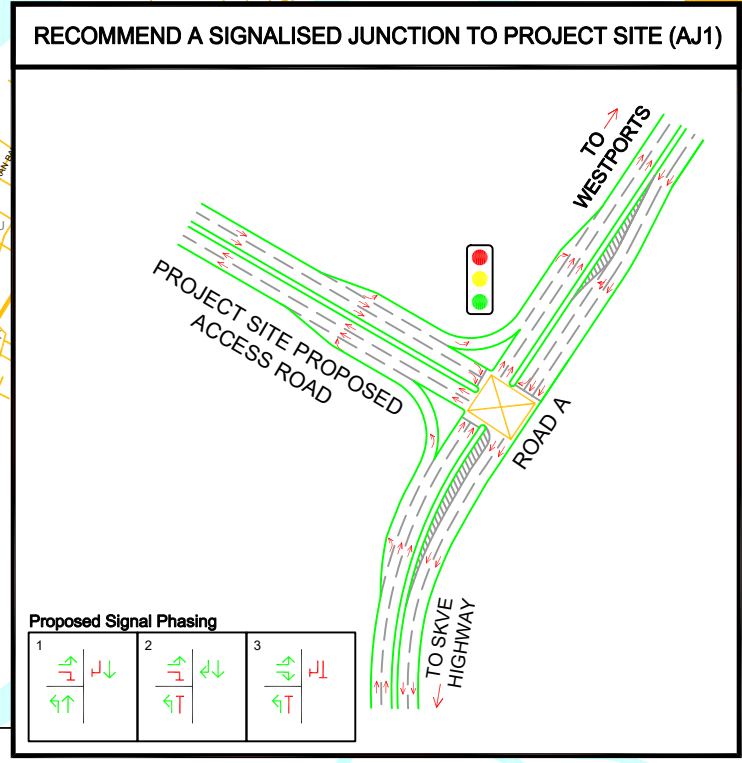 RECOMMEND A SIGNALISED JUNCTION TO PROJECT SITE (AJ1)
TO
WESTPORTS
PROJECT SITE PROPOSED
ACCESS ROAD
ROAD A
TO SKVE
HIGHWAY
Proposed Signal Phasing
1
2
3